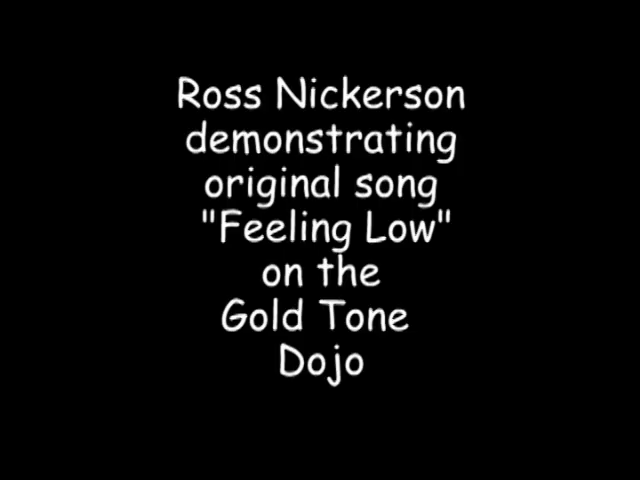 Ross Nickerson
demonstrating
original song
"Feeling Low"
on the
Gold Tone
Dojo